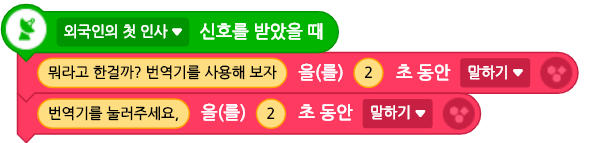 외국인의 첫 인사 ▼ 신호를 받았을 때
뭐라고 한걸까? 번역기를 사용해 보자 을(를) 2 초 동안 말하기 ▼
번역기를 눌러주세요, 을(를) 2 초 동안 말하기 ▼